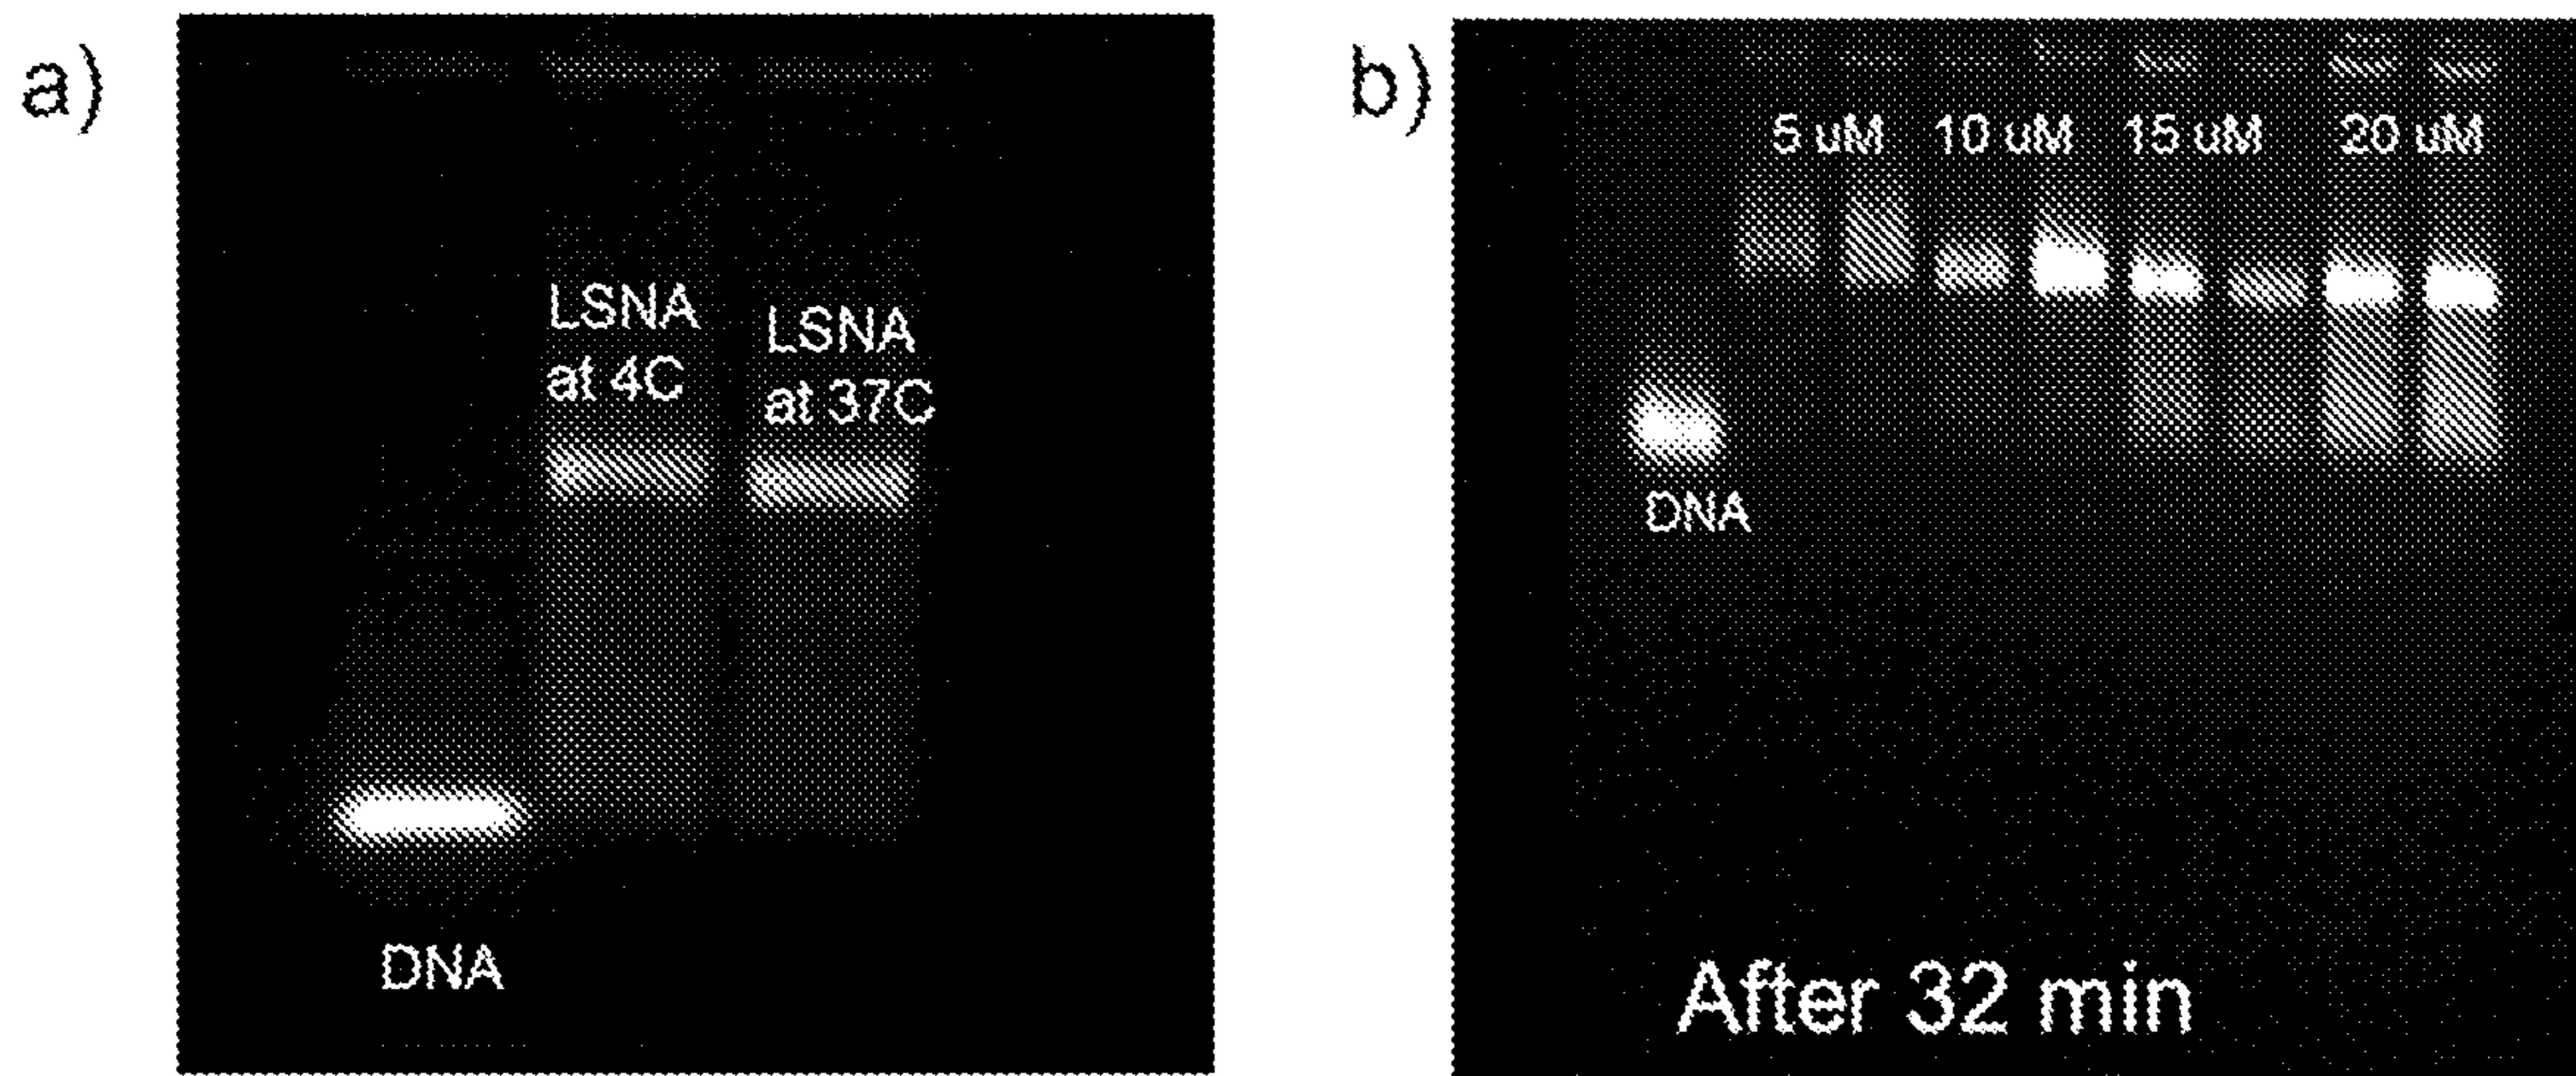 a)
LSNA
at 4C
LSNA
at 37C
DNA
b)
5 uM 10 uM 15 uM 20 uM
DNA
After 32 min